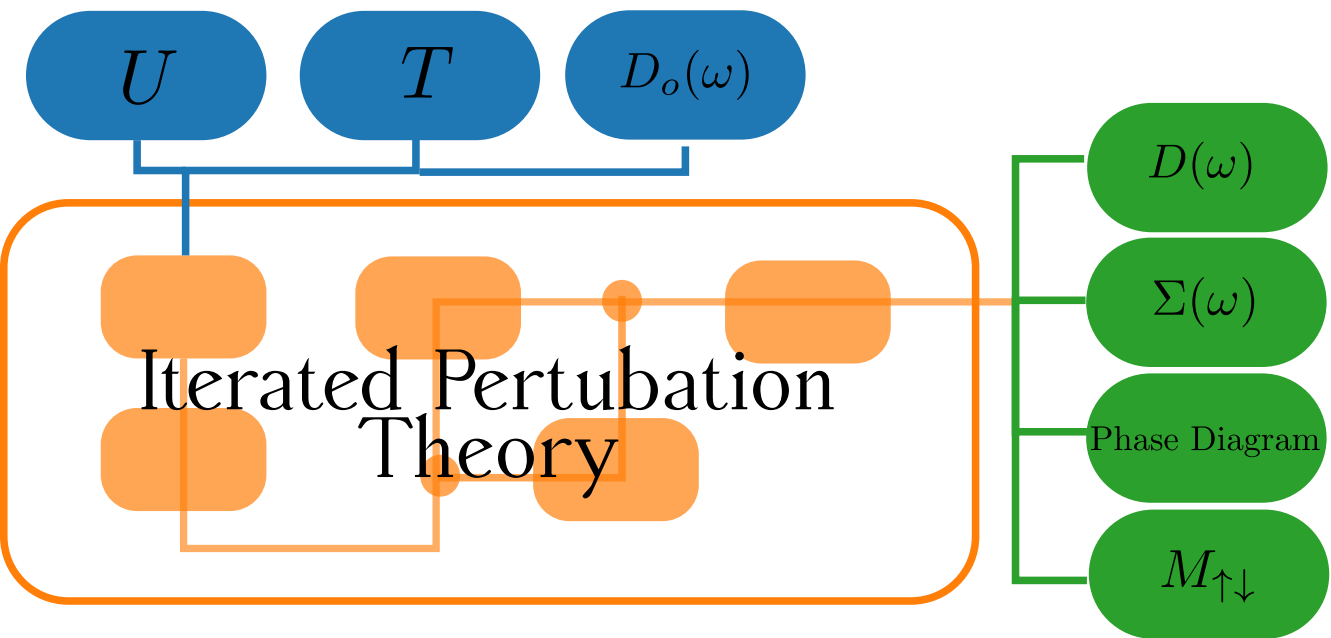 U
T
D_o(ω)
D(ω)
Σ(ω)
Iterated Pertubation
Theory
Phase Diagram
M_↑↓